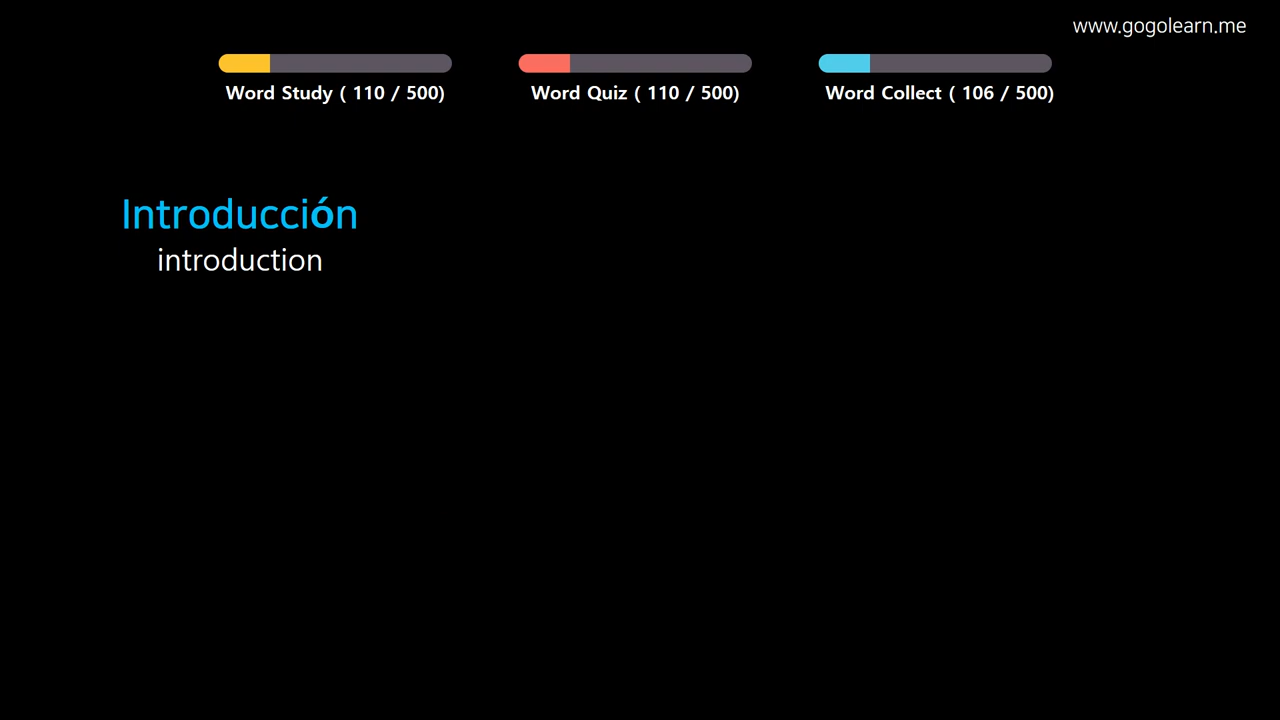 www.gogolearn.me
Word Study ( 110 / 500)
Word Quiz ( 110 / 500)
Word Collect ( 106 / 500)
Introducción
introduction